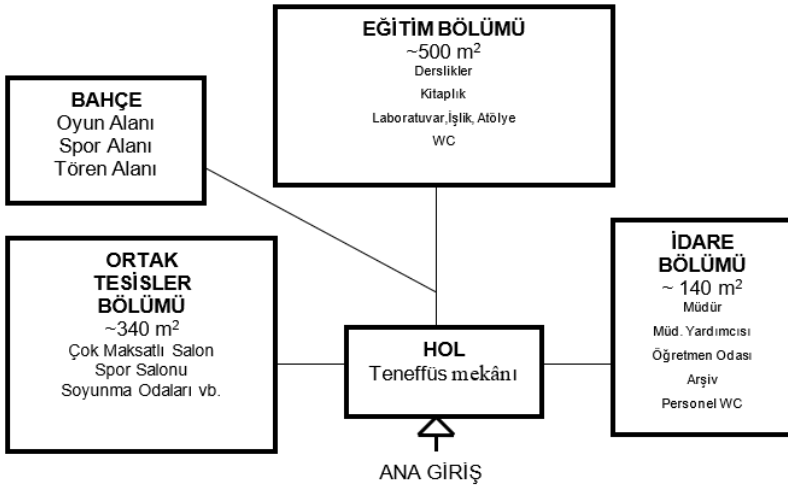 EĞİTİM BÖLÜMÜ
~500 m²
Derslikler
Kitaplık
Laboratuvar,İşlik, Atölye
WC
BAHÇE
Oyun Alanı
Spor Alanı
Tören Alanı
ORTAK
TESİSLER
BÖLÜMÜ
~340 m²
Çok Maksatlı Salon
Spor Salonu
Soyunma Odaları vb.
HOL
Teneffüs mekânı
İDARE
BÖLÜMÜ
~ 140 m²
Müdür
Müd. Yardımcısı
Öğretmen Odası
Arşiv
Personel WC
ANA GİRİŞ